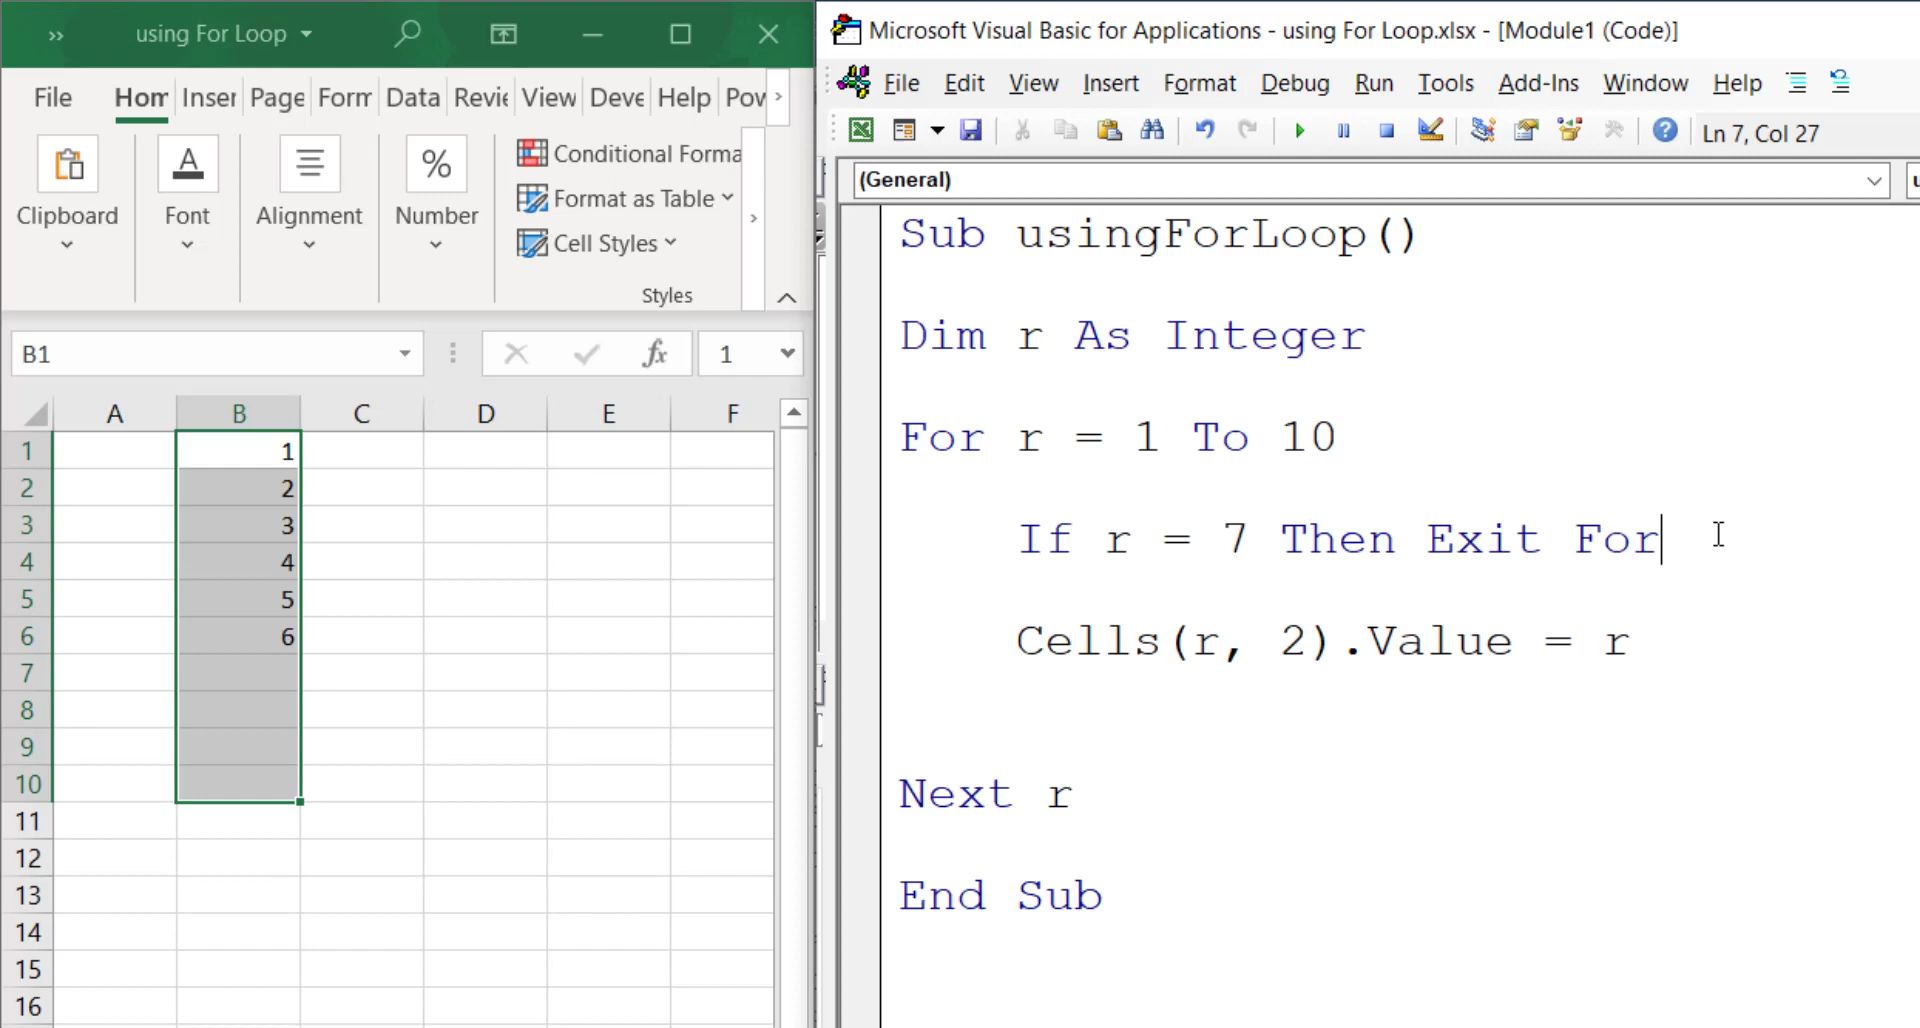 ›› using For Loop
File Hom Inser Page Form Data Revie View Deve Help Pov ›
Clipboard
Font
Alignment
%
Number
Conditional Forma
Format as Table
Cell Styles
Styles
B1 fx 1
A B C D E F
1 1
2 2
3 3
4 4
5 5
6 6
7
8
9
10
11
12
13
14
15
16
Microsoft Visual Basic for Applications - using For Loop.xlsx - [Module1 (Code)]
File Edit View Insert Format Debug Run Tools Add-Ins Window Help
Ln 7, Col 27
(General)
Sub usingForLoop()
Dim r As Integer
For r = 1 To 10
If r = 7 Then Exit For
Cells(r, 2).Value = r
Next r
End Sub